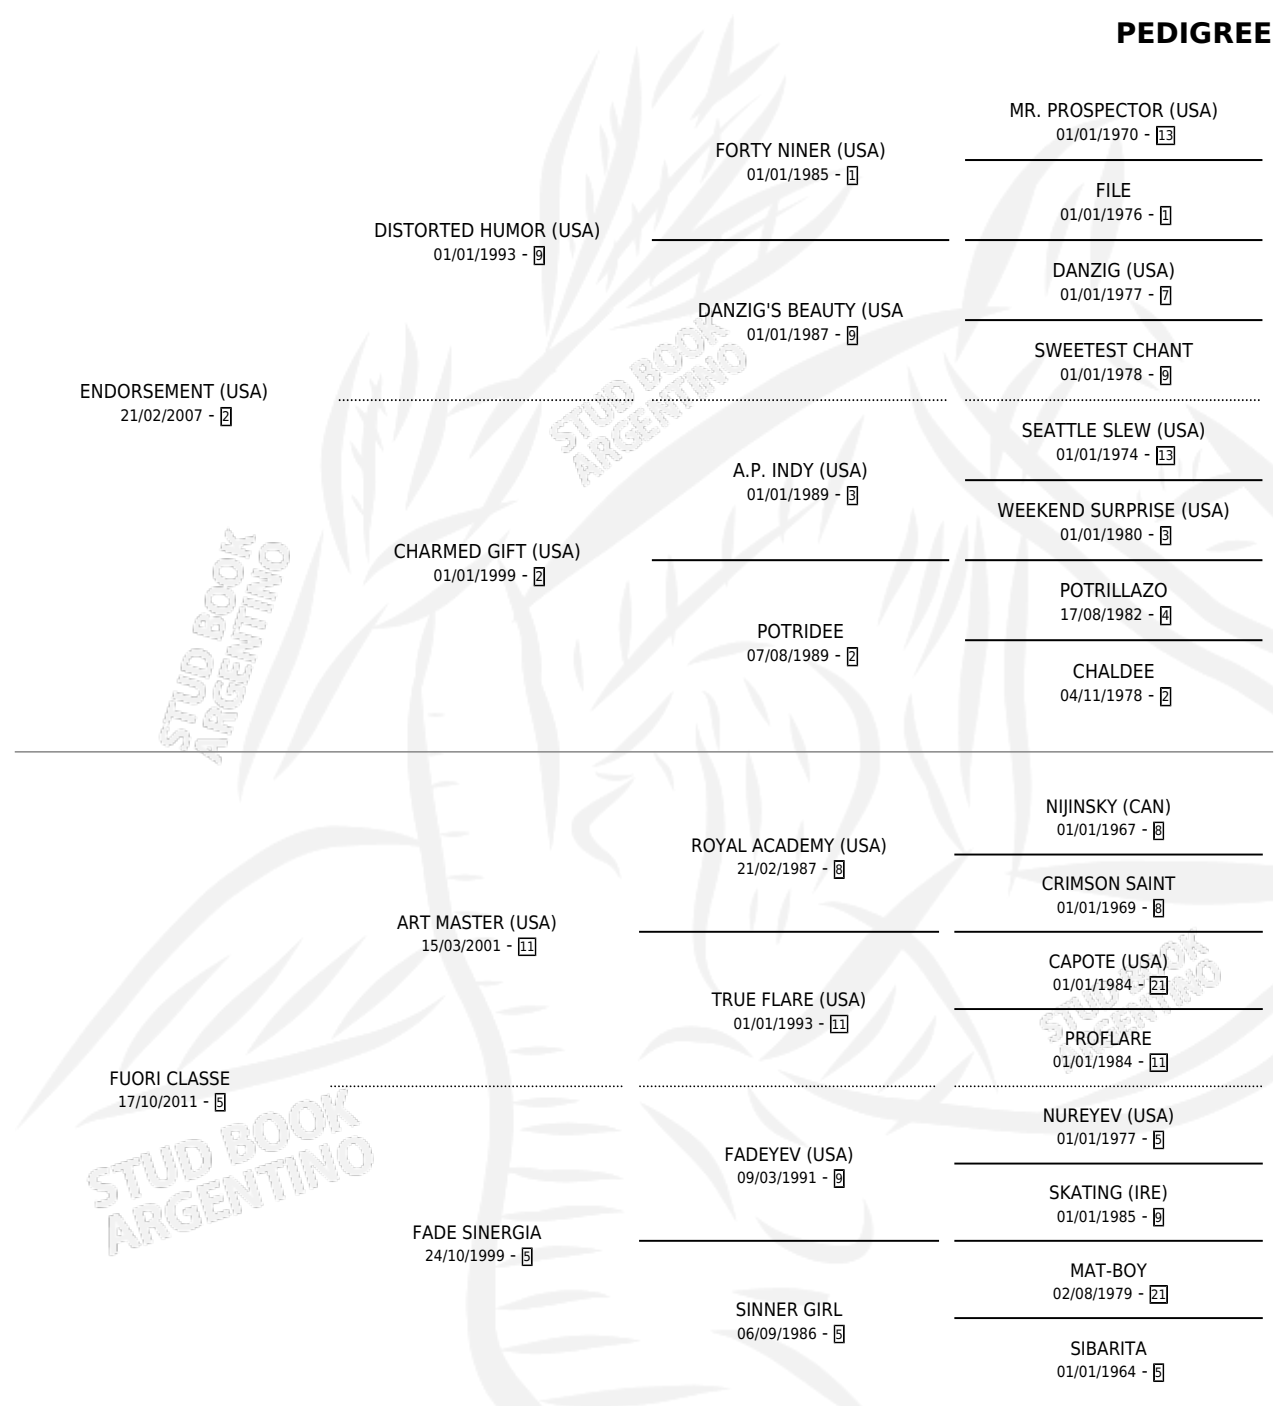 PEDIGREE
MR. PROSPECTOR (USA)
01/01/1970 - 13
FORTY NINER (USA)
01/01/1985 - 1
FILE
01/01/1976 - 1
DISTORTED HUMOR (USA)
01/01/1993 - 9
DANZIG (USA)
01/01/1977 - 7
DANZIG'S BEAUTY (USA
01/01/1987 - 9
SWEETEST CHANT
01/01/1978 - 9
ENDORSEMENT (USA)
21/02/2007 - 2
SEATTLE SLEW (USA)
01/01/1974 - 13
A.P. INDY (USA)
01/01/1989 - 3
WEEKEND SURPRISE (USA)
01/01/1980 - 3
CHARMED GIFT (USA)
01/01/1999 - 2
POTRILLAZO
17/08/1982 - 4
POTRIDEE
07/08/1989 - 2
CHALDEE
04/11/1978 - 2
NIJINSKY (CAN)
01/01/1967 - 8
ROYAL ACADEMY (USA)
21/02/1987 - 8
CRIMSON SAINT
01/01/1969 - 8
ART MASTER (USA)
15/03/2001 - 11
CAPOTE (USA)
01/01/1984 - 21
TRUE FLARE (USA)
01/01/1993 - 11
PROFLARE
01/01/1984 - 11
FUORI CLASSE
17/10/2011 - 5
NUREYEV (USA)
01/01/1977 - 5
FADEYEV (USA)
09/03/1991 - 9
SKATING (IRE)
01/01/1985 - 9
FADE SINERGIA
24/10/1999 - 5
MAT-BOY
02/08/1979 - 21
SINNER GIRL
06/09/1986 - 5
SIBARITA
01/01/1964 - 5
STUD BOOK
ARGENTINO
STUD BOOK
ARGENTINO
STUD BOOK
ARGENTINO
STUD BOOK
ARGENTINO